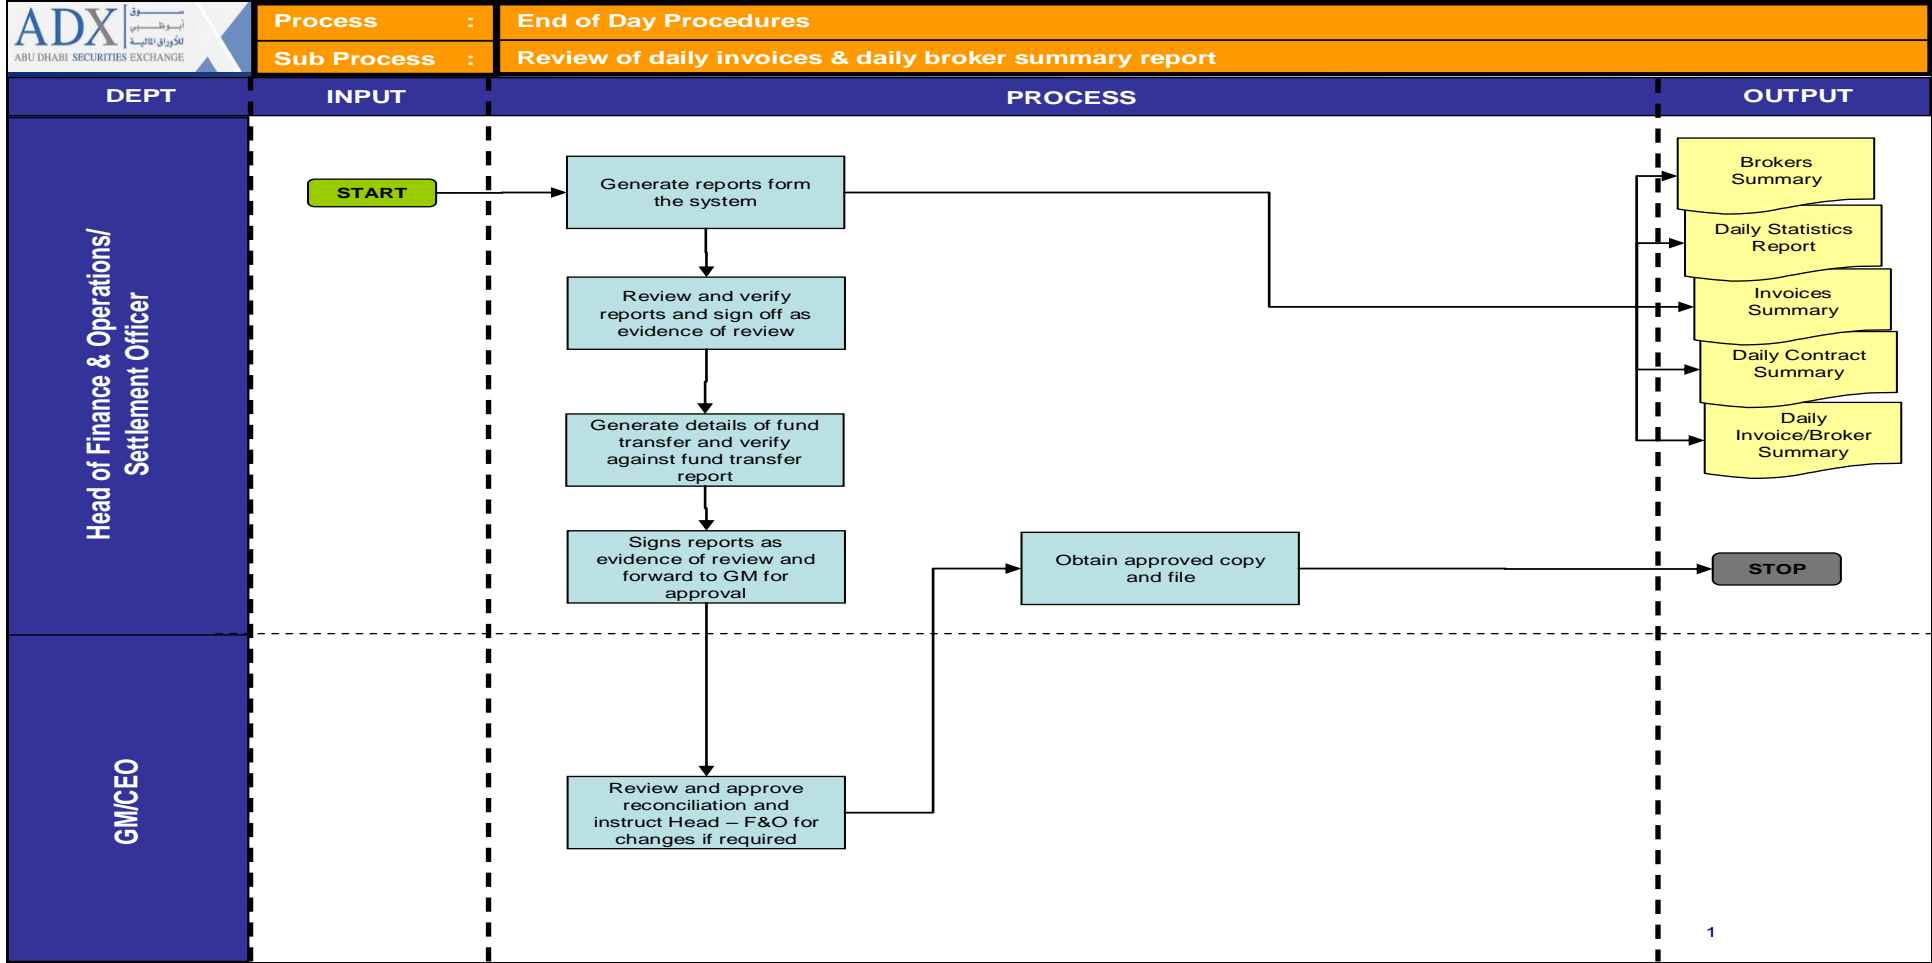 ADX
سوق
أبوظبي
للأوراق المالية
ABU DHABI SECURITIES EXCHANGE
Process :
End of Day Procedures
Sub Process :
Review of daily invoices & daily broker summary report
DEPT
INPUT
PROCESS
OUTPUT
Head of Finance & Operations/
Settlement Officer
START
Generate reports form
the system
Review and verify
reports and sign off as
evidence of review
Generate details of fund
transfer and verify
against fund transfer
report
Signs reports as
evidence of review and
forward to GM for
approval
Obtain approved copy
and file
Brokers
Summary
Daily Statistics
Report
Invoices
Summary
Daily Contract
Summary
Daily
Invoice/Broker
Summary
STOP
GM/CEO
Review and approve
reconciliation and
instruct Head – F&O for
changes if required
1